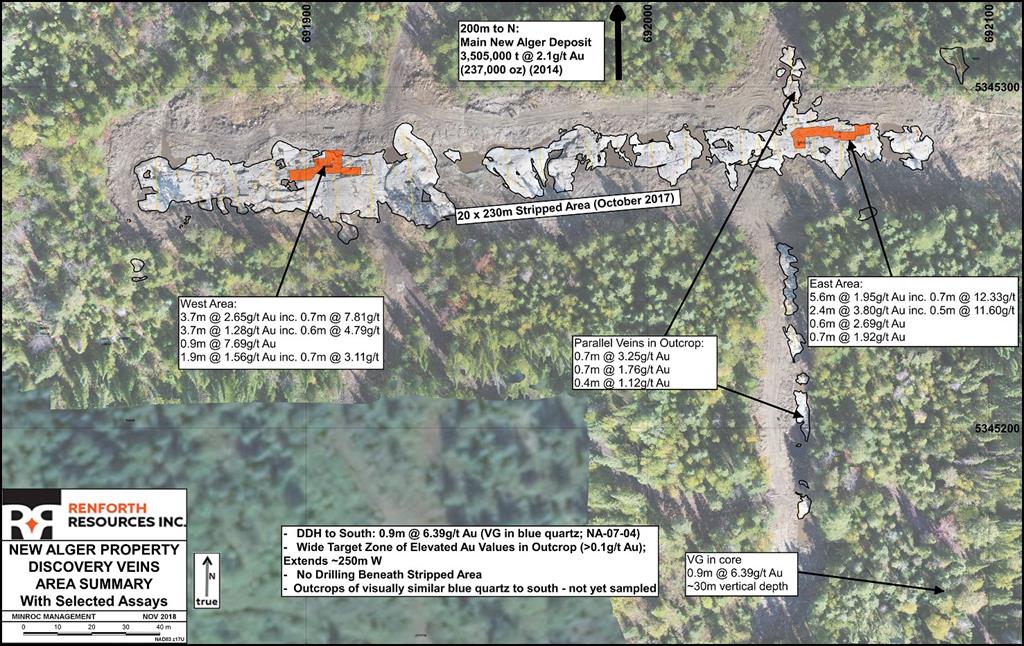 691900
692000
692100
200m to N:
Main New Alger Deposit
3,505,000 t @ 2.1g/t Au
(237,000 oz) (2014)
5345300
20 x 230m Stripped Area (October 2017)
West Area:
3.7m @ 2.65g/t Au inc. 0.7m @ 7.81g/t
3.7m @ 1.28g/t Au inc. 0.6m @ 4.79g/t
0.9m @ 7.69g/t Au
1.9m @ 1.56g/t Au inc. 0.7m @ 3.11g/t
East Area:
5.6m @ 1.95g/t Au inc. 0.7m @ 12.33g/t
2.4m @ 3.80g/t Au inc. 0.5m @ 11.60g/t
0.6m @ 2.69g/t Au
0.7m @ 1.92g/t Au
Parallel Veins in Outcrop:
0.7m @ 3.25g/t Au
0.7m @ 1.76g/t Au
0.4m @ 1.12g/t Au
5345200
RENFORTH
RESOURCES INC.
NEW ALGER PROPERTY
DISCOVERY VEINS
AREA SUMMARY
With Selected Assays
MINROC MANAGEMENT NOV 2018
0 10 20 30 40 m
NAD83.z17U
N
true
- DDH to South: 0.9m @ 6.39g/t Au (VG in blue quartz; NA-07-04)
- Wide Target Zone of Elevated Au Values in Outcrop (>0.1g/t Au);
Extends ~250m W
- No Drilling Beneath Stripped Area
- Outcrops of visually similar blue quartz to south - not yet sampled
VG in core
0.9m @ 6.39g/t Au
~30m vertical depth